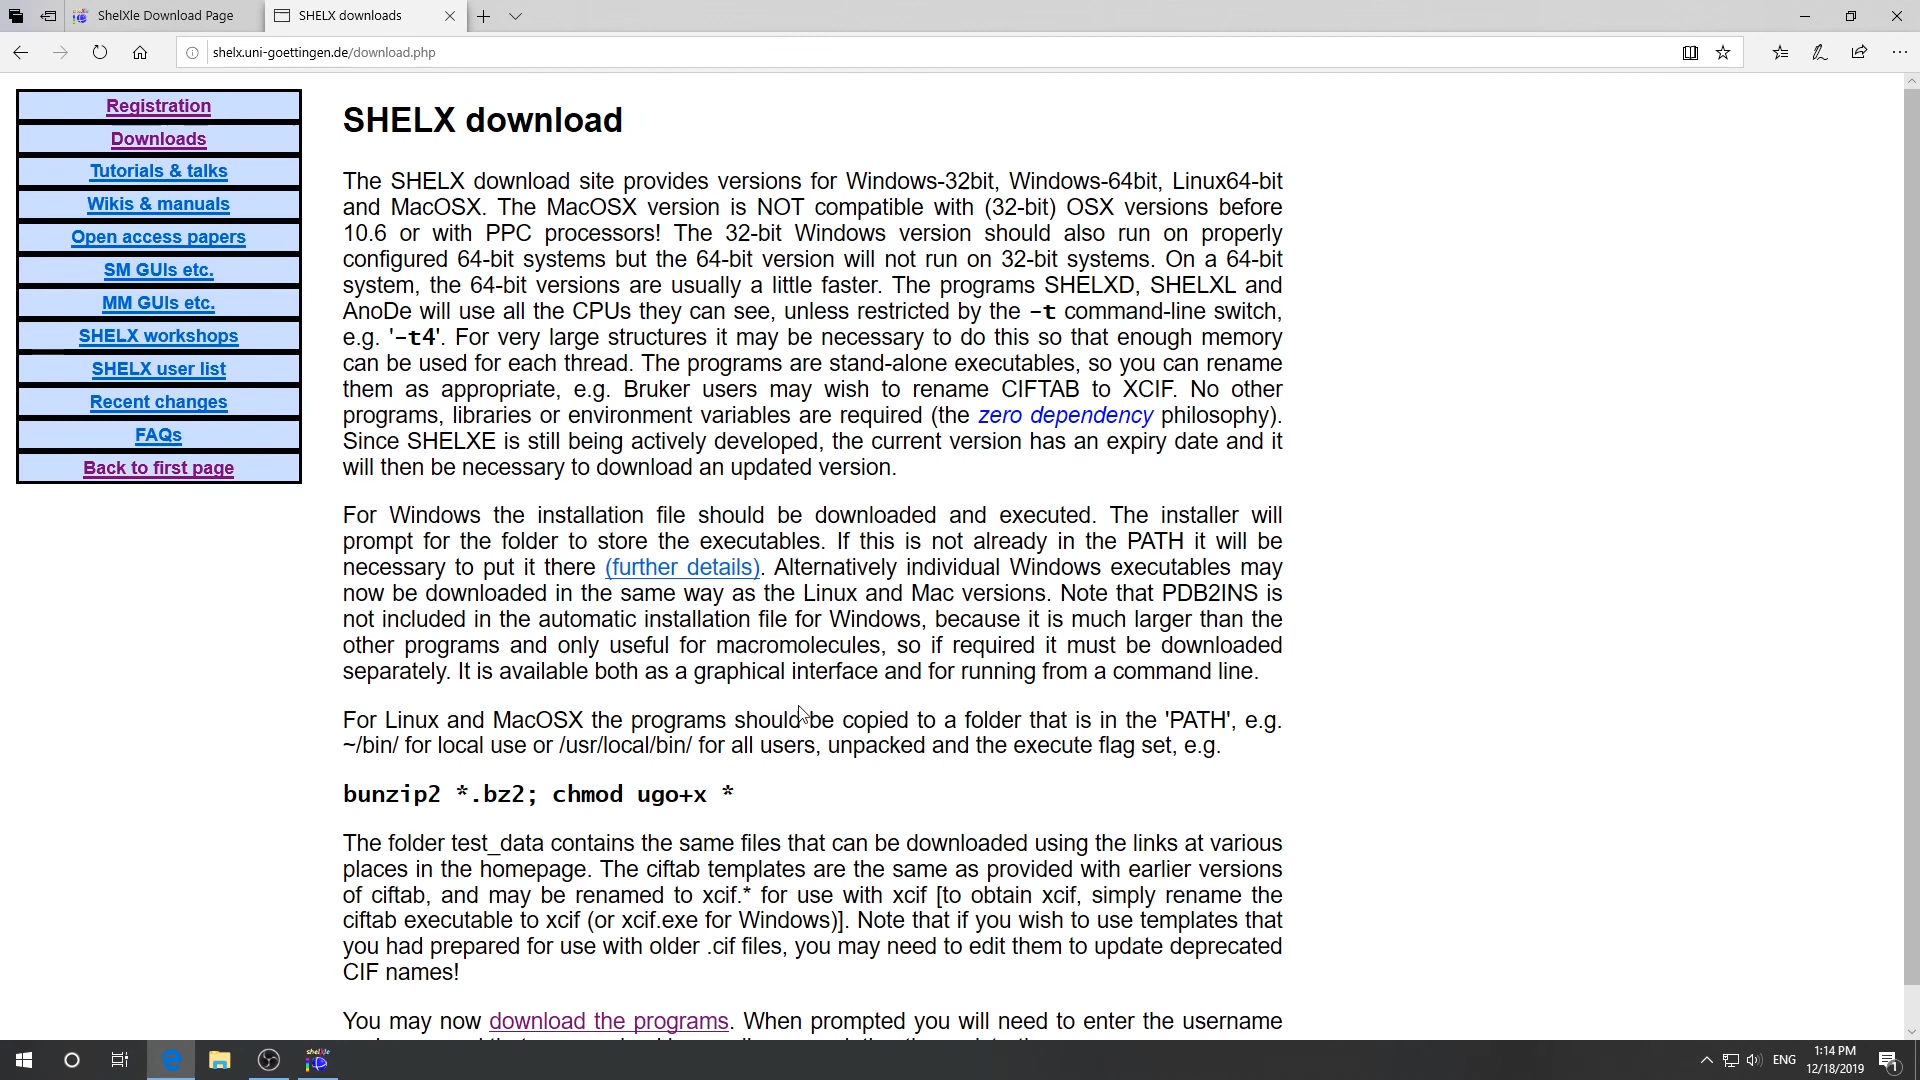 ShelXle Download Page
SHELX downloads
shelx.uni-goettingen.de/download.php
Registration
Downloads
Tutorials & talks
Wikis & manuals
Open access papers
SM GUIs etc.
MM GUIs etc.
SHELX workshops
SHELX user list
Recent changes
FAQs
Back to first page
SHELX download
The SHELX download site provides versions for Windows-32bit, Windows-64bit, Linux64-bit
and MacOSX. The MacOSX version is NOT compatible with (32-bit) OSX versions before
10.6 or with PPC processors! The 32-bit Windows version should also run on properly
configured 64-bit systems but the 64-bit version will not run on 32-bit systems. On a 64-bit
system, the 64-bit versions are usually a little faster. The programs SHELXD, SHELXL and
AnoDe will use all the CPUs they can see, unless restricted by the -t command-line switch,
e.g. '-t4'. For very large structures it may be necessary to do this so that enough memory
can be used for each thread. The programs are stand-alone executables, so you can rename
them as appropriate, e.g. Bruker users may wish to rename CIFTAB to XCIF. No other
programs, libraries or environment variables are required (the zero dependency philosophy).
Since SHELXE is still being actively developed, the current version has an expiry date and it
will then be necessary to download an updated version.
For Windows the installation file should be downloaded and executed. The installer will
prompt for the folder to store the executables. If this is not already in the PATH it will be
necessary to put it there (further details). Alternatively individual Windows executables may
now be downloaded in the same way as the Linux and Mac versions. Note that PDB2INS is
not included in the automatic installation file for Windows, because it is much larger than the
other programs and only useful for macromolecules, so if required it must be downloaded
separately. It is available both as a graphical interface and for running from a command line.
For Linux and MacOSX the programs should be copied to a folder that is in the 'PATH', e.g.
~/bin/ for local use or /usr/local/bin/ for all users, unpacked and the execute flag set, e.g.
bunzip2 *.bz2; chmod ugo+x *
The folder test_data contains the same files that can be downloaded using the links at various
places in the homepage. The ciftab templates are the same as provided with earlier versions
of ciftab, and may be renamed to xcif.* for use with xcif [to obtain xcif, simply rename the
ciftab executable to xcif (or xcif.exe for Windows)]. Note that if you wish to use templates that
you had prepared for use with older .cif files, you may need to edit them to update deprecated
CIF names!
You may now download the programs. When prompted you will need to enter the username
ENG
1:14 PM
12/18/2019
1